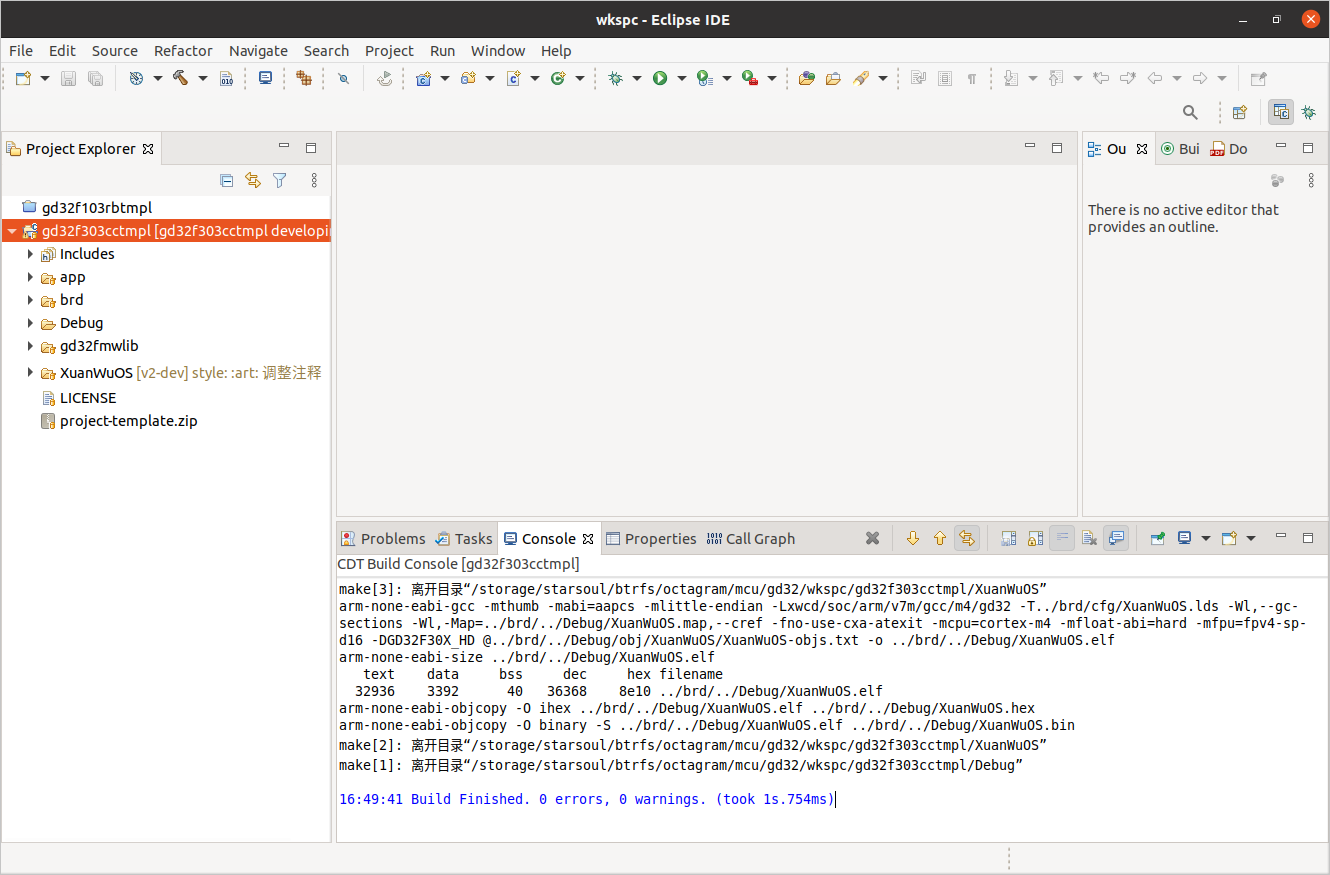 wkspc - Eclipse IDE
File Edit Source Refactor Navigate Search Project Run Window Help
Project Explorer
gd32f103rbtmpl
gd32f303cctmpl [gd32f303cctmpl developi
Includes
app
brd
Debug
gd32fmwlib
XuanWuOS [v2-dev] style: :art: 调整注释
LICENSE
project-template.zip
Ou Bui Do
There is no active editor that
provides an outline.
Problems Tasks Console Properties Call Graph
CDT Build Console [gd32f303cctmpl]
make[3]: 离开目录“/storage/starsoul/btrfs/octagram/mcu/gd32/wkspc/gd32f303cctmpl/XuanWuOS”
arm-none-eabi-gcc -mthumb -mabi=aapcs -mlittle-endian -Lxwcd/soc/arm/v7m/gcc/m4/gd32 -T../brd/cfg/XuanWuOS.lds -Wl,--gc-
sections -Wl,-Map=../brd/../Debug/XuanWuOS.map,--cref -fno-use-cxa-atexit -mcpu=cortex-m4 -mfloat-abi=hard -mfpu=fpv4-sp-
d16 -DGD32F30X_HD @../brd/../Debug/obj/XuanWuOS/XuanWuOS-objs.txt -o ../brd/../Debug/XuanWuOS.elf
arm-none-eabi-size ../brd/../Debug/XuanWuOS.elf
text data bss dec hex filename
32936 3392 40 36368 8e10 ../brd/../Debug/XuanWuOS.elf
arm-none-eabi-objcopy -O ihex ../brd/../Debug/XuanWuOS.elf ../brd/../Debug/XuanWuOS.hex
arm-none-eabi-objcopy -O binary -S ../brd/../Debug/XuanWuOS.elf ../brd/../Debug/XuanWuOS.bin
make[2]: 离开目录“/storage/starsoul/btrfs/octagram/mcu/gd32/wkspc/gd32f303cctmpl/XuanWuOS”
make[1]: 离开目录“/storage/starsoul/btrfs/octagram/mcu/gd32/wkspc/gd32f303cctmpl/Debug”
16:49:41 Build Finished. 0 errors, 0 warnings. (took 1s.754ms)